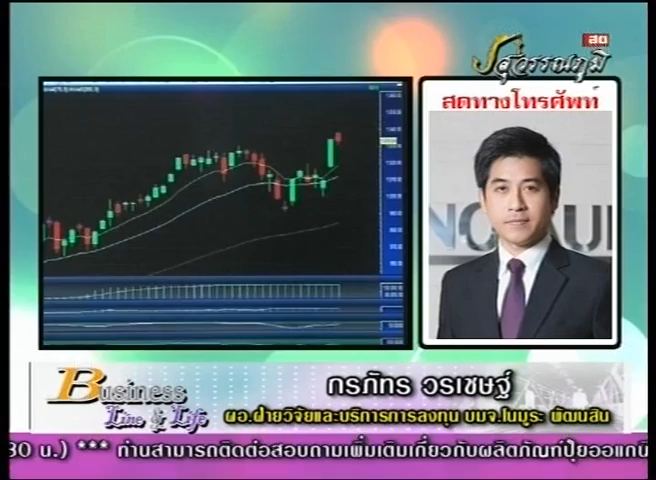 สด
สุวรรณภูมิ
สดทางโทรศัพท์
Business
Line & Life
กรภัทร วรเชษฐ์
ผอ.ฝ่ายวิจัยและบริการการลงทุน บมจ.โนมูระ พัฒนสิน
30 น.) *** ท่านสามารถติดต่อสอบถามเพิ่มเติมเกี่ยวกับผลิตภัณฑ์ปุ๋ยออแกนิ